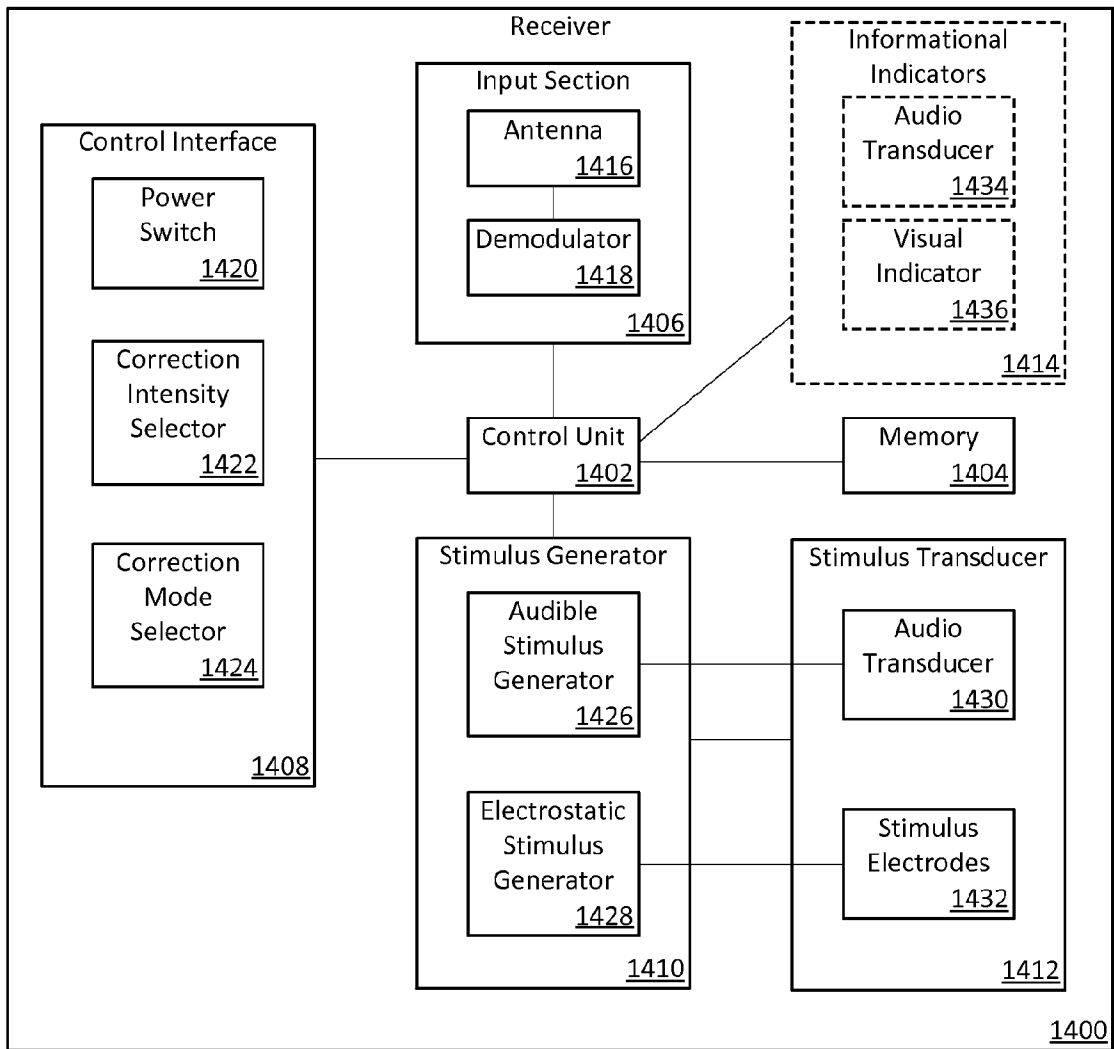 Receiver
Control Interface
Power
Switch
1420
Correction
Intensity
Selector
1422
Correction
Mode
Selector
1424
1408
Input Section
Antenna
1416
Demodulator
1418
1406
Informational
Indicators
Audio
Transducer
1434
Visual
Indicator
1436
1414
Control Unit
1402
Memory
1404
Stimulus Generator
Audible
Stimulus
Generator
1426
Electrostatic
Stimulus
Generator
1428
1410
Stimulus Transducer
Audio
Transducer
1430
Stimulus
Electrodes
1432
1412
1400